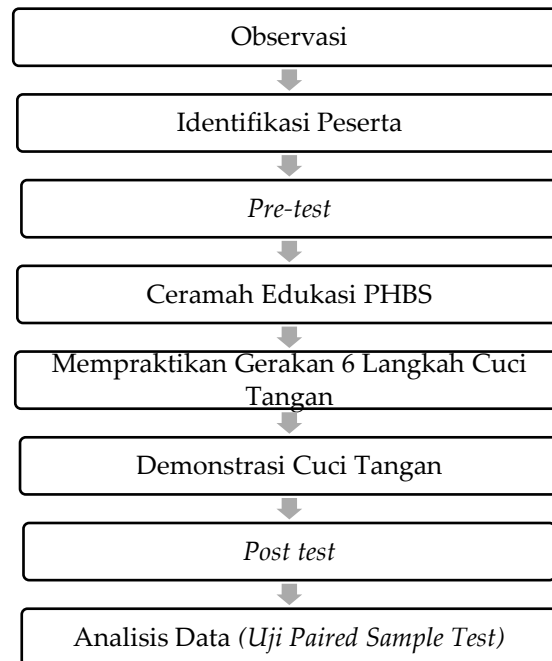 Observasi
Identifikasi Peserta
Pre-test
Ceramah Edukasi PHBS
Mempraktikan Gerakan 6 Langkah Cuci
Tangan
Demonstrasi Cuci Tangan
Post test
Analisis Data (Uji Paired Sample Test)